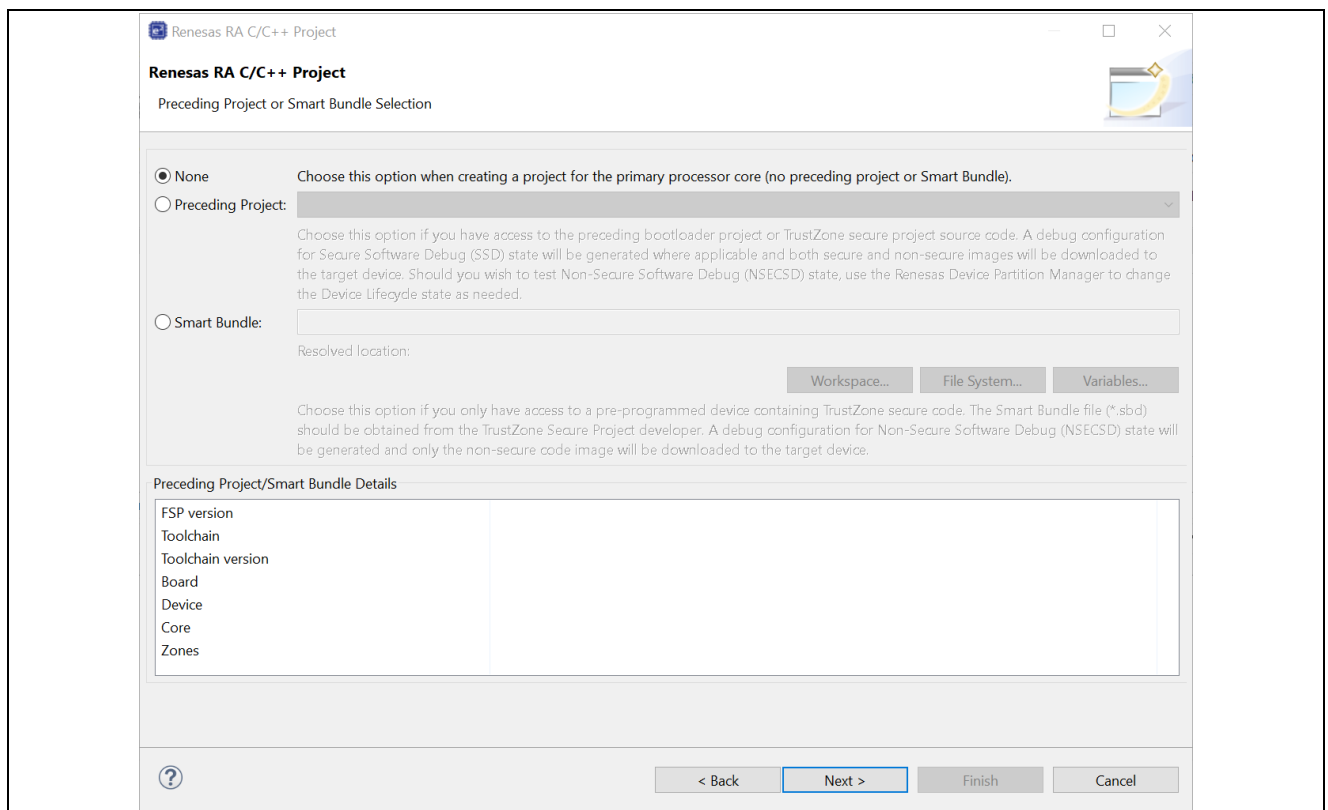 Renesas RA C/C++ Project
Renesas RA C/C++ Project
Preceding Project or Smart Bundle Selection
None
Choose this option when creating a project for the primary processor core (no preceding project or Smart Bundle).
Preceding Project:
Choose this option if you have access to the preceding bootloader project or TrustZone secure project source code. A debug configuration
for Secure Software Debug (SSD) state will be generated where applicable and both secure and non-secure images will be downloaded to
the target device. Should you wish to test Non-Secure Software Debug (NSECSD) state, use the Renesas Device Partition Manager to change
the Device Lifecycle state as needed.
Smart Bundle:
Resolved location:
Workspace...
File System...
Variables...
Choose this option if you only have access to a pre-programmed device containing TrustZone secure code. The Smart Bundle file (*.sbd)
should be obtained from the TrustZone Secure Project developer. A debug configuration for Non-Secure Software Debug (NSECSD) state will
be generated and only the non-secure code image will be downloaded to the target device.
Preceding Project/Smart Bundle Details
FSP version
Toolchain
Toolchain version
Board
Device
Core
Zones
?
< Back
Next >
Finish
Cancel